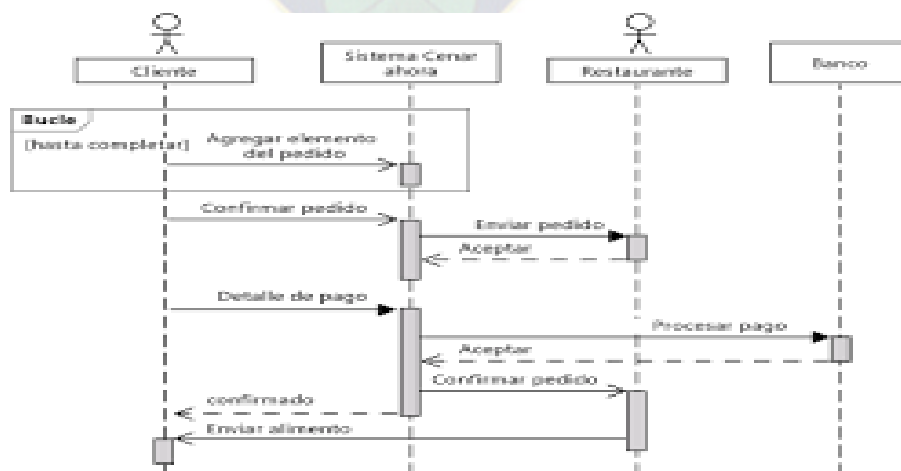 Cliente
Sistema Cenar
ahora
Restaurante
Banco
Bucle
[hasta completar]
Agregar elemento
del pedido
Confirmar pedido
Enviar pedido
Aceptar
Detalle de pago
Procesar pago
Aceptar
Confirmar pedido
confirmado
Enviar alimento